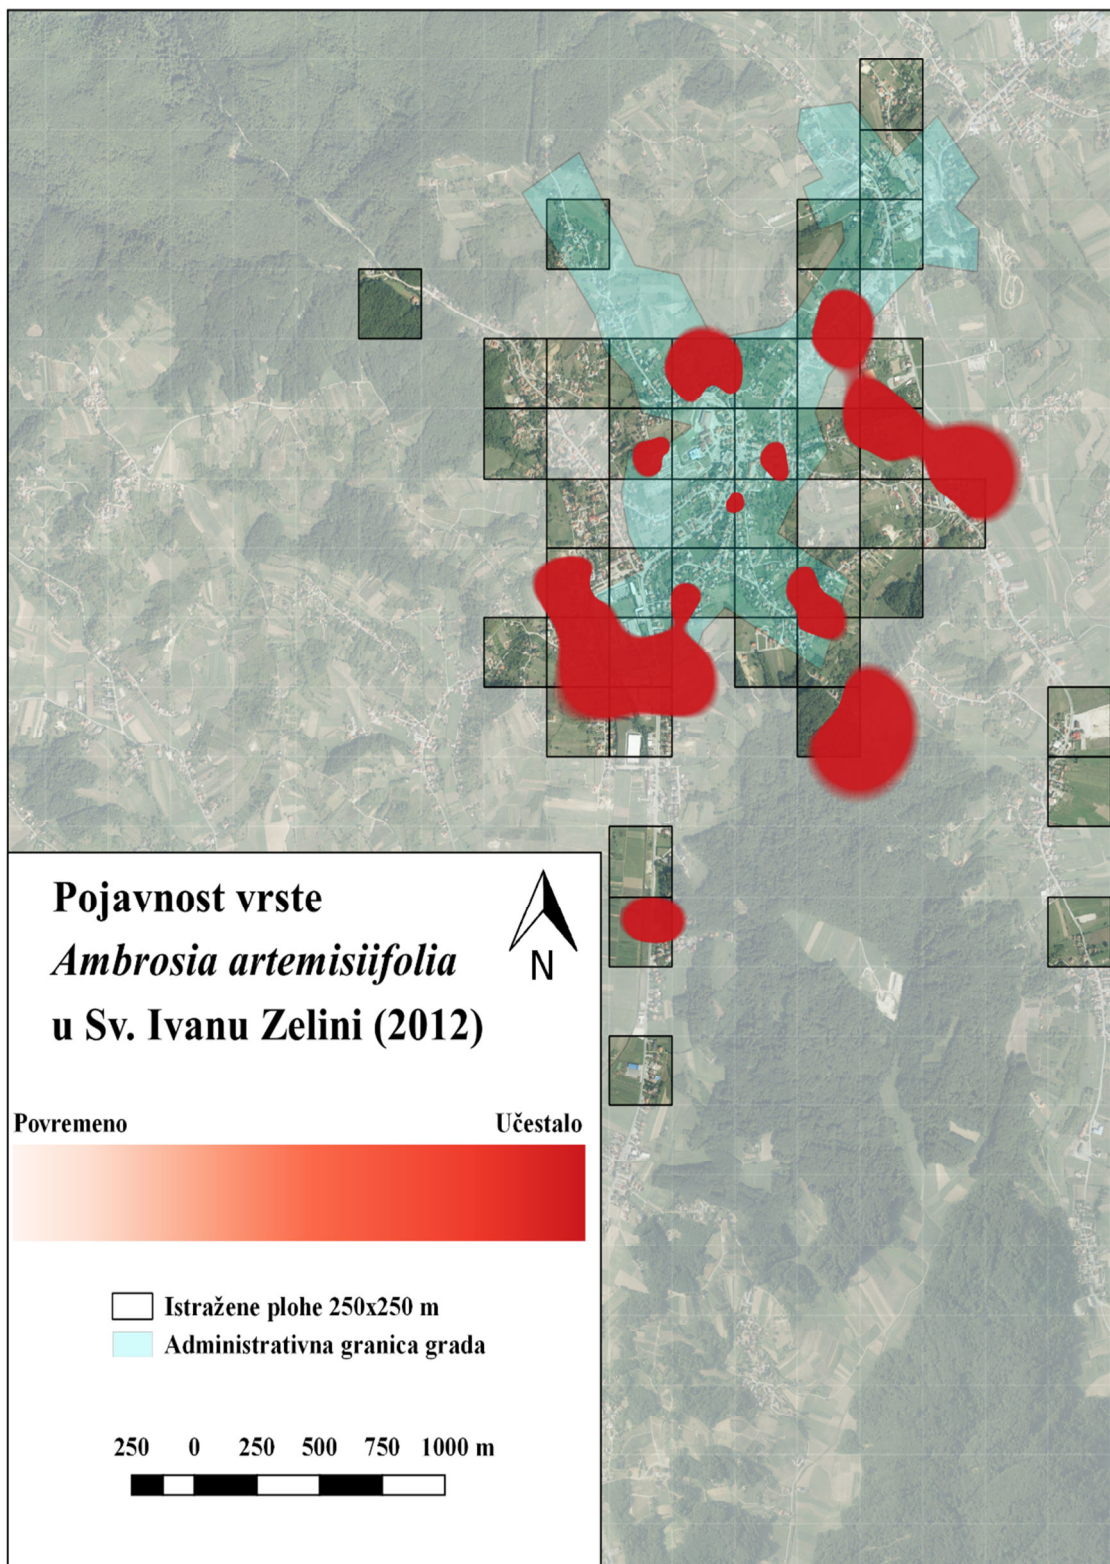 Pojavnost vrste
Ambrosia artemisiifolia
u Sv. Ivanu Zelini (2012)
N
Povremeno Učestalo
Istražene plohe 250x250 m
Administrativna granica grada
250 0 250 500 750 1000 m